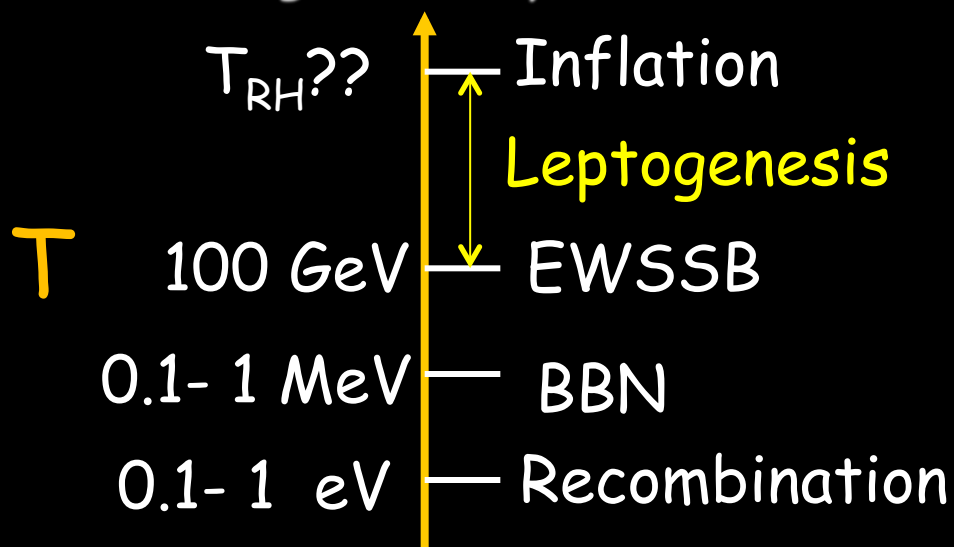 T_RH?? Inflation
Leptogenesis
T 100 GeV EWSSB
0.1- 1 MeV BBN
0.1- 1 eV Recombination